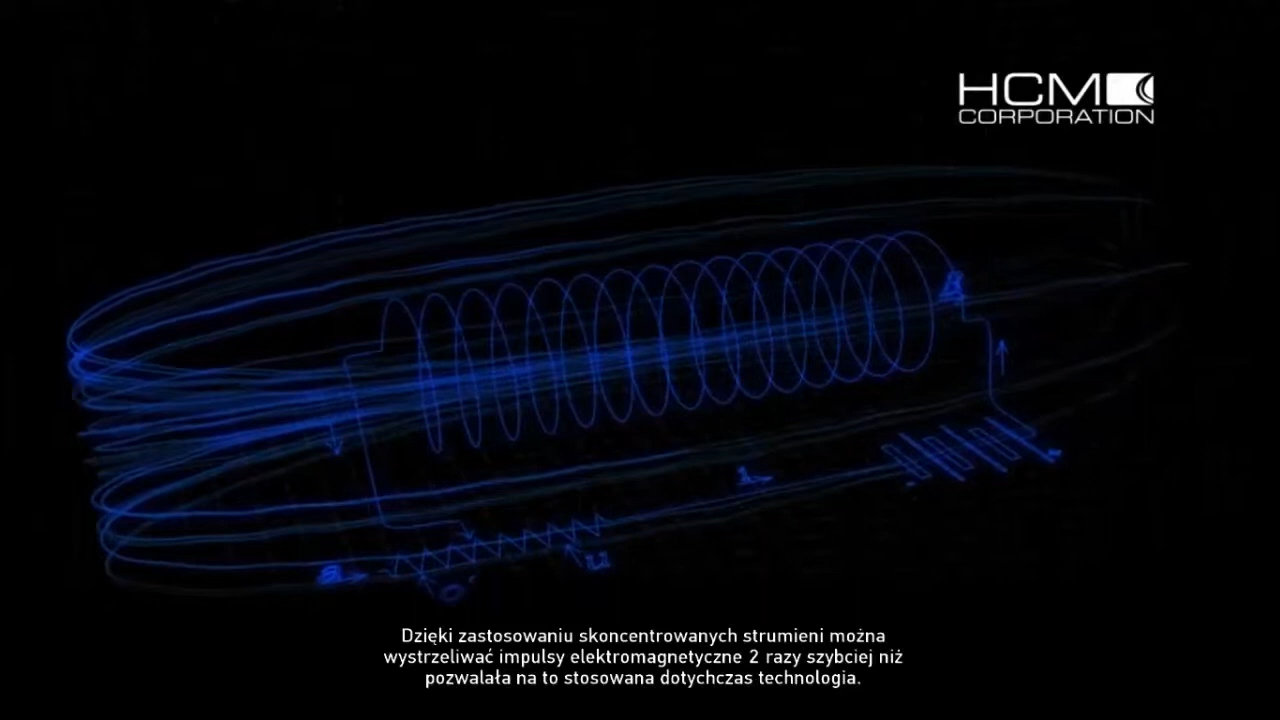 HCM
CORPORATION
Dzięki zastosowaniu skoncentrowanych strumieni można
wystrzeliwać impulsy elektromagnetyczne 2 razy szybciej niż
pozwalała na to stosowana dotychczas technologia.